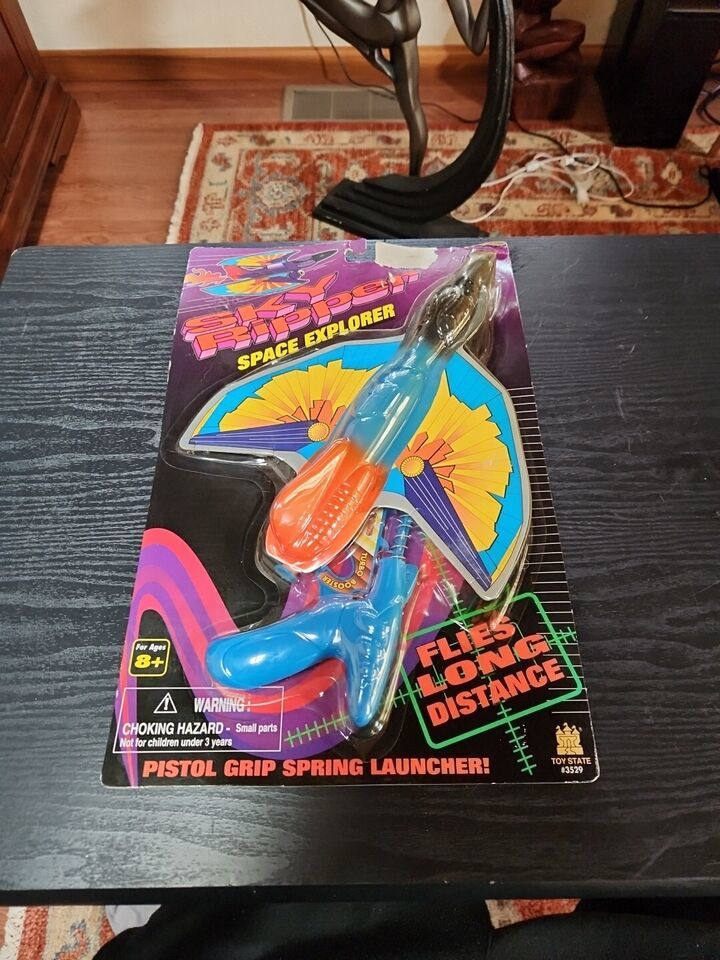 SKY
Ripper
SPACE EXPLORER
TURBO BOOSTER
FLIES
LONG
DISTANCE
For Ages
8+
WARNING:
CHOKING HAZARD - Small parts
Not for children under 3 years
PISTOL GRIP SPRING LAUNCHER!
TOY STATE
#3529